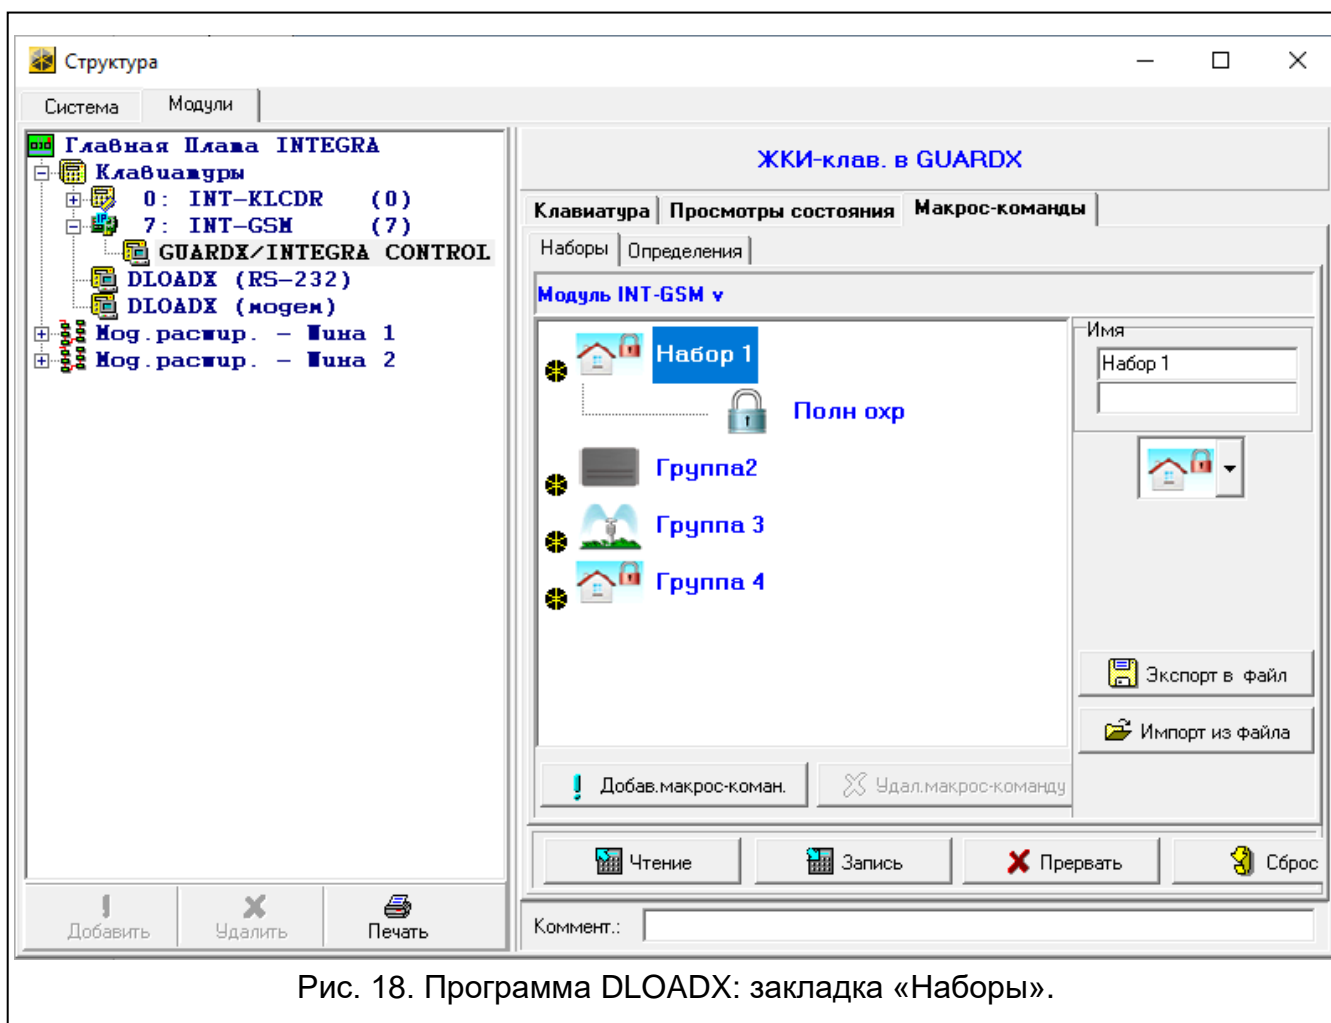 Структура
Система
Модули
Главная Плата INTEGRA
Клавиатуры
0: INT-KLCDR (0)
7: INT-GSM (7)
GUARDX/INTEGRA CONTROL
DLOADX (RS-232)
DLOADX (модем)
Мод.расшир. - Шина 1
Мод.расшир. - Шина 2
Добавить
Удалить
Печать
ЖКИ-клав. в GUARDX
Клавиатура
Просмотры состояния
Макрос-команды
Наборы
Определения
Модуль INT-GSM v
Набор 1
Полн охр
Группа2
Группа 3
Группа 4
Имя
Набор 1
Экспорт в файл
Импорт из файла
Добав.макрос-коман.
Удал.макрос-команду
Чтение
Запись
Прервать
Сброс
Коммент.:
Рис. 18. Программа DLOADX: закладка «Наборы».